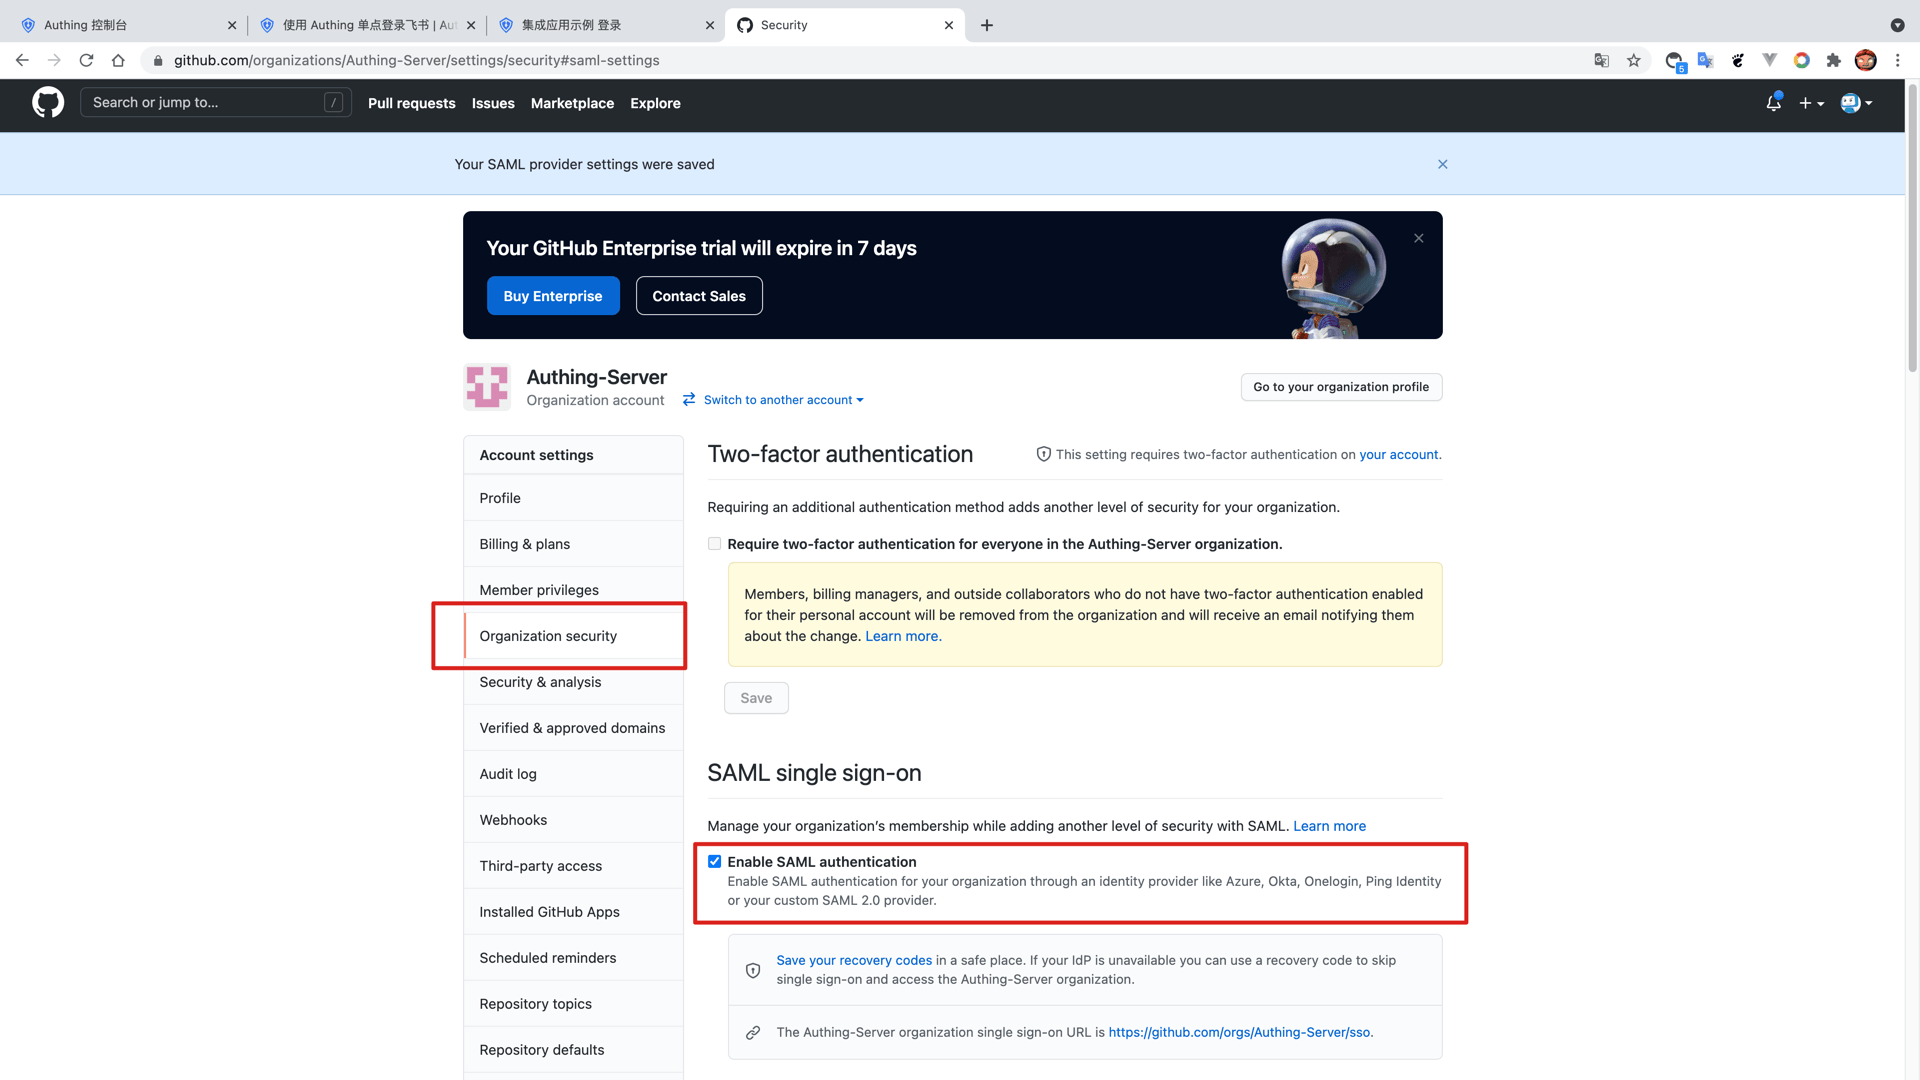 Authing 控制台
使用 Authing 单点登录飞书 | Aut
集成应用示例 登录
Security
github.com/organizations/Authing-Server/settings/security#saml-settings
5
Search or jump to...
/
Pull requests
Issues
Marketplace
Explore
Your SAML provider settings were saved
Your GitHub Enterprise trial will expire in 7 days
Buy Enterprise
Contact Sales
Authing-Server
Organization account
Switch to another account
Go to your organization profile
Account settings
Profile
Billing & plans
Member privileges
Organization security
Security & analysis
Verified & approved domains
Audit log
Webhooks
Third-party access
Installed GitHub Apps
Scheduled reminders
Repository topics
Repository defaults
Two-factor authentication
This setting requires two-factor authentication on your account.
Requiring an additional authentication method adds another level of security for your organization.
Require two-factor authentication for everyone in the Authing-Server organization.
Members, billing managers, and outside collaborators who do not have two-factor authentication enabled
for their personal account will be removed from the organization and will receive an email notifying them
about the change. Learn more.
Save
SAML single sign-on
Manage your organization's membership while adding another level of security with SAML. Learn more
Enable SAML authentication
Enable SAML authentication for your organization through an identity provider like Azure, Okta, Onelogin, Ping Identity
or your custom SAML 2.0 provider.
Save your recovery codes in a safe place. If your IdP is unavailable you can use a recovery code to skip
single sign-on and access the Authing-Server organization.
The Authing-Server organization single sign-on URL is https://github.com/orgs/Authing-Server/sso.